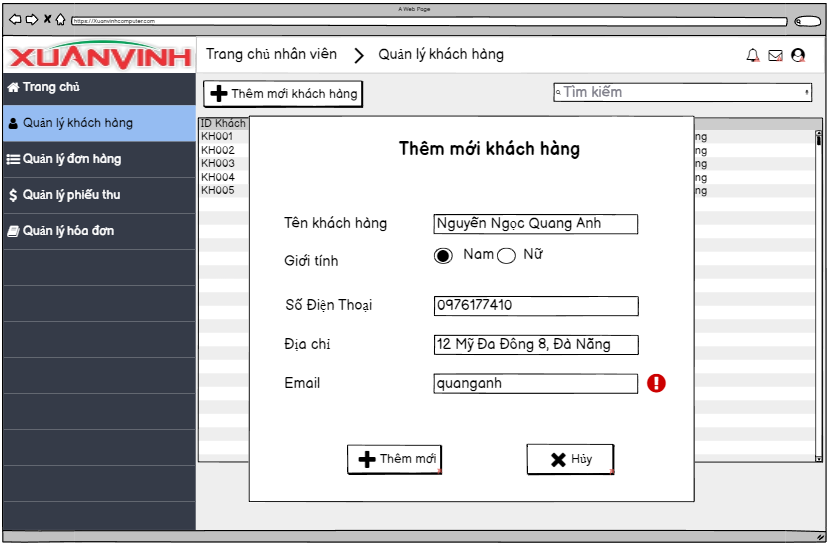 A Web Page
https://Xuanvinhcomputer.com
XUÂNVINH
Trang chủ nhân viên
Quản lý khách hàng
Trang chủ
Thêm mới khách hàng
Tìm kiếm
Quản lý khách hàng
ID Khách
KH001
ng
KH002
ng
KH003
ng
KH004
ng
KH005
ng
Thêm mới khách hàng
Quản lý đơn hàng
Quản lý phiếu thu
Quản lý hóa đơn
Tên khách hàng
Nguyễn Ngọc Quang Anh
Giới tính
Nam
Nữ
Số Điện Thoại
0976177410
Địa chỉ
12 Mỹ Đa Đông 8, Đà Nẵng
Email
quanganh
Thêm mới
Hủy